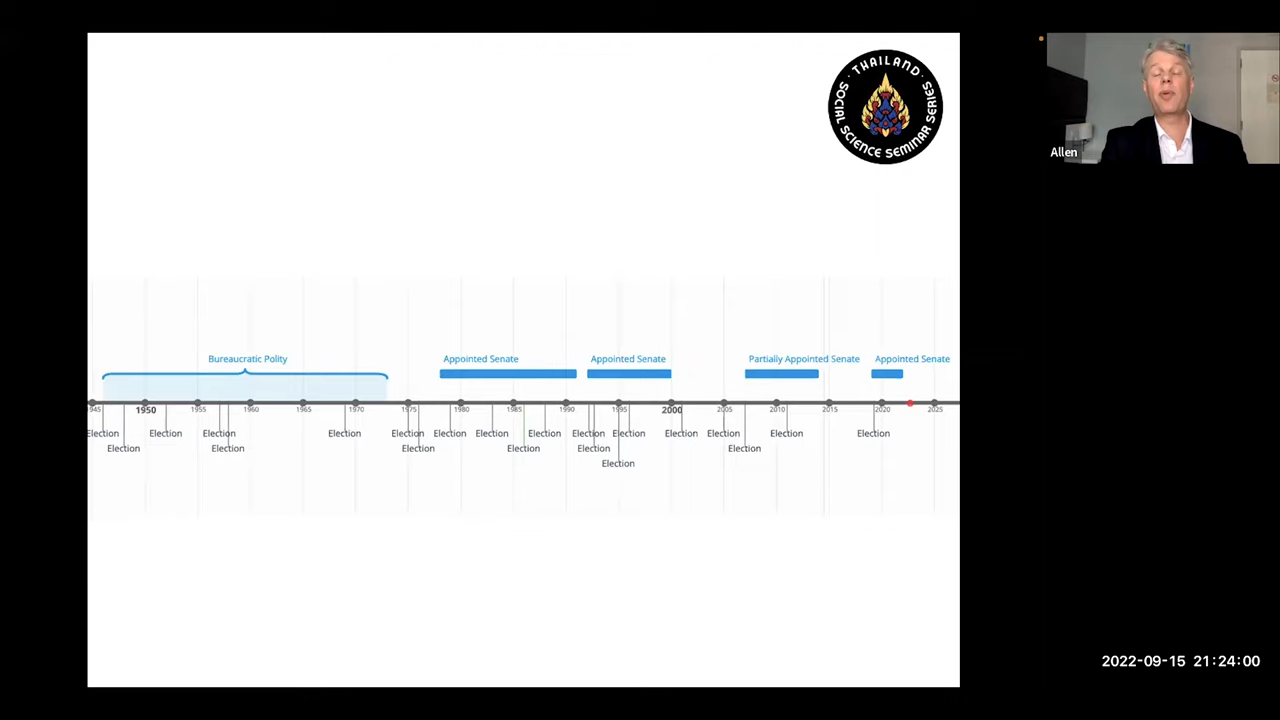 THAILAND
SOCIAL SCIENCE SEMINAR SERIES
Allen
Bureaucratic Polity
Appointed Senate
Appointed Senate
Partially Appointed Senate
Appointed Senate
1945 1950 1955 1960 1965 1970 1975 1980 1985 1990 1995 2000 2005 2010 2015 2020 2025
Election Election Election Election Election Election Election Election Election Election Election Election Election Election
Election Election Election Election Election Election
Election
2022-09-15 21:24:00